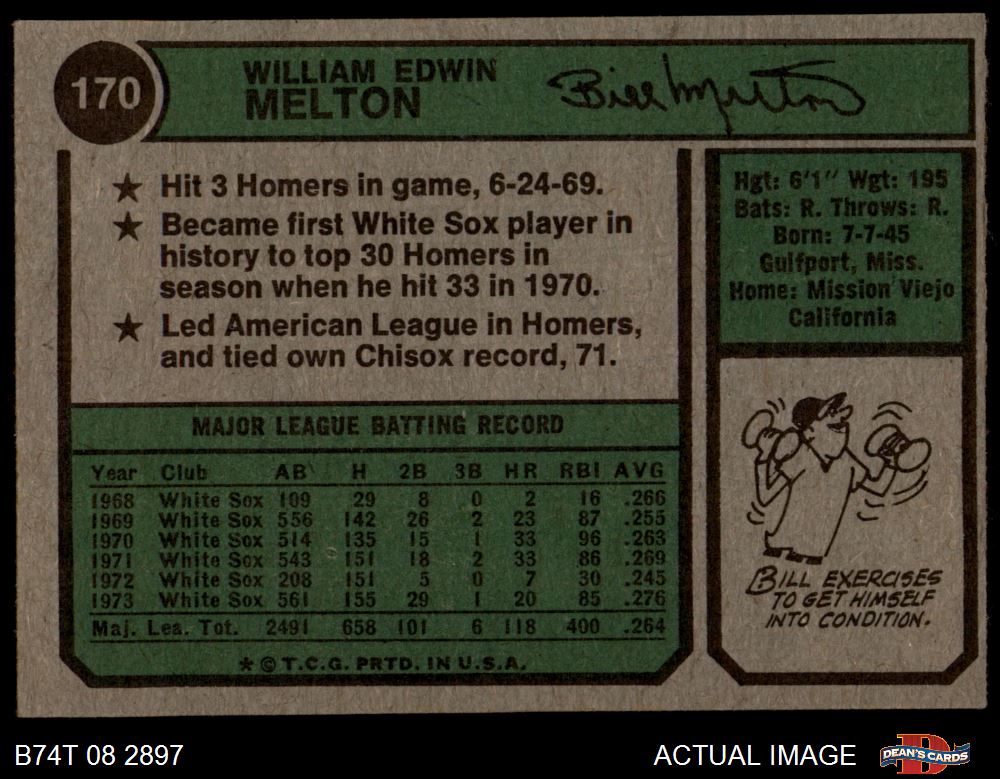 170
WILLIAM EDWIN
MELTON
Bill Melton
★ Hit 3 Homers in game, 6-24-69.
★ Became first White Sox player in
history to top 30 Homers in
season when he hit 33 in 1970.
★ Led American League in Homers,
and tied own Chisox record, 71.
Hgt: 6'1" Wgt: 195
Bats: R. Throws: R.
Born: 7-7-45
Gulfport, Miss.
Home: Mission Viejo
California
MAJOR LEAGUE BATTING RECORD
Year Club AB H 2B 3B HR RBI AVG
1968 White Sox 109 29 8 0 2 16 .266
1969 White Sox 556 142 26 2 23 87 .255
1970 White Sox 514 135 15 1 33 96 .263
1971 White Sox 543 151 18 2 33 86 .269
1972 White Sox 208 151 5 0 7 30 .245
1973 White Sox 561 155 29 1 20 85 .276
Maj. Lea. Tot. 2491 658 101 6 118 400 .264
★ © T.C.G. PRTD. IN U.S.A.
BILL EXERCISES
TO GET HIMSELF
INTO CONDITION.
B74T 08 2897
ACTUAL IMAGE
DEAN'S CARDS